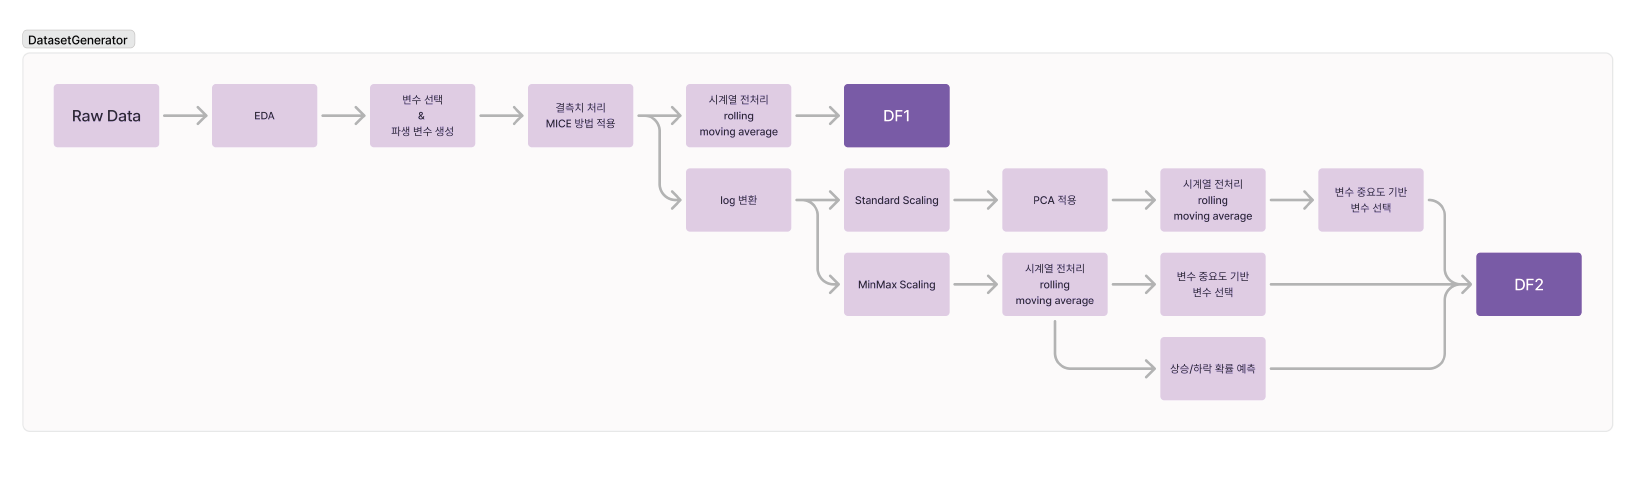 DatasetGenerator
Raw Data
EDA
변수 선택
&
파생 변수 생성
결측치 처리
MICE 방법 적용
시계열 전처리
rolling
moving average
DF1
log 변환
Standard Scaling
PCA 적용
시계열 전처리
rolling
moving average
변수 중요도 기반
변수 선택
MinMax Scaling
시계열 전처리
rolling
moving average
변수 중요도 기반
변수 선택
DF2
상승/하락 확률 예측